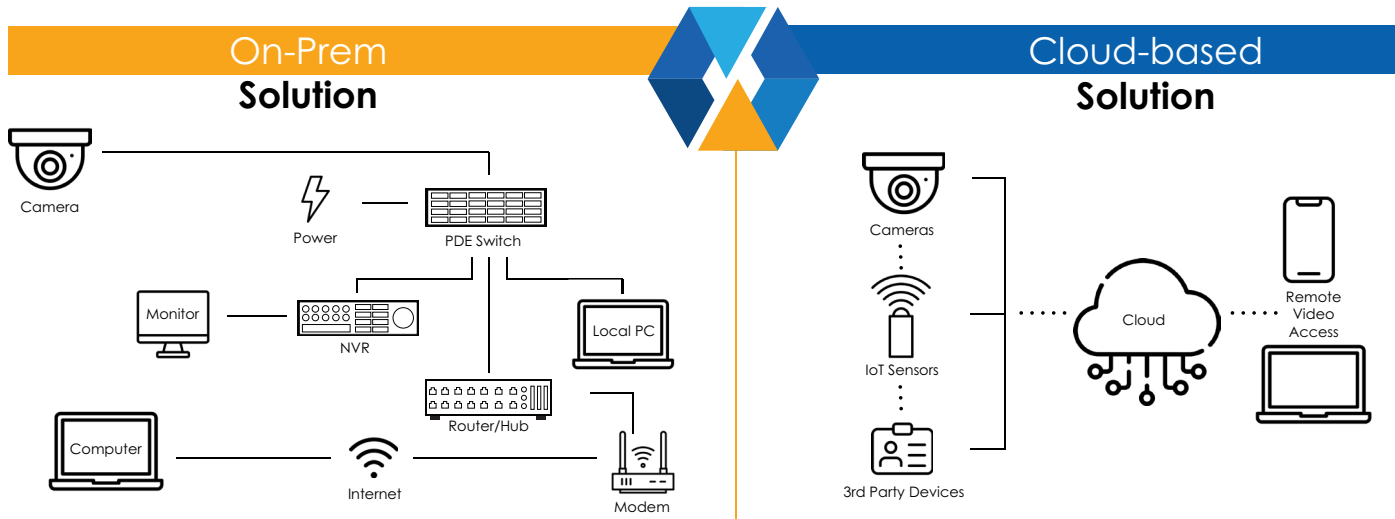 On-Prem
Solution
Camera
Power
PDE Switch
Monitor
NVR
Local PC
Router/Hub
Computer
Internet
Modem
Cloud-based
Solution
Cameras
IoT Sensors
3rd Party Devices
Cloud
Remote
Video
Access